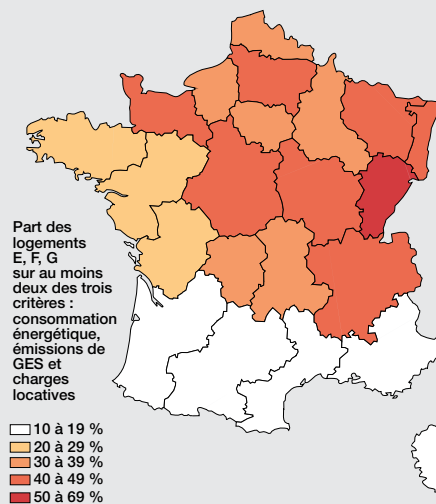 Part des
logements
E, F, G
sur au moins
deux des trois
critères :
consommation
énergétique,
émissions de
GES et
charges
locatives
10 à 19 %
20 à 29 %
30 à 39 %
40 à 49 %
50 à 69 %